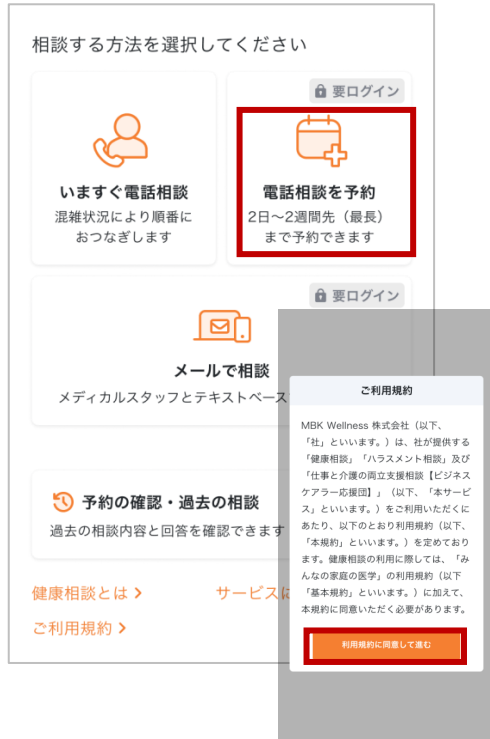 相談する方法を選択してください
要ログイン
いますぐ電話相談
混雑状況により順番に
おつなぎします
電話相談を予約
2日〜2週間先（最長）
まで予約できます
要ログイン
メールで相談
メディカルスタッフとテキストベース
予約の確認・過去の相談
過去の相談内容と回答を確認できます
健康相談とは
サービスに
ご利用規約
ご利用規約
MBK Wellness 株式会社（以下、
「社」といいます。）は、社が提供する
「健康相談」「ハラスメント相談」及び
「仕事と介護の両立支援相談【ビジネス
ケアラー応援団】」（以下、「本サービ
ス」といいます。）をご利用いただくに
あたり、以下のとおり利用規約（以下、
「本規約」といいます。）を定めており
ます。健康相談の利用に際しては、「み
んなの家庭の医学」の利用規約（以下
「基本規約」といいます。）に加えて、
本規約に同意いただく必要があります。
利用規約に同意して進む